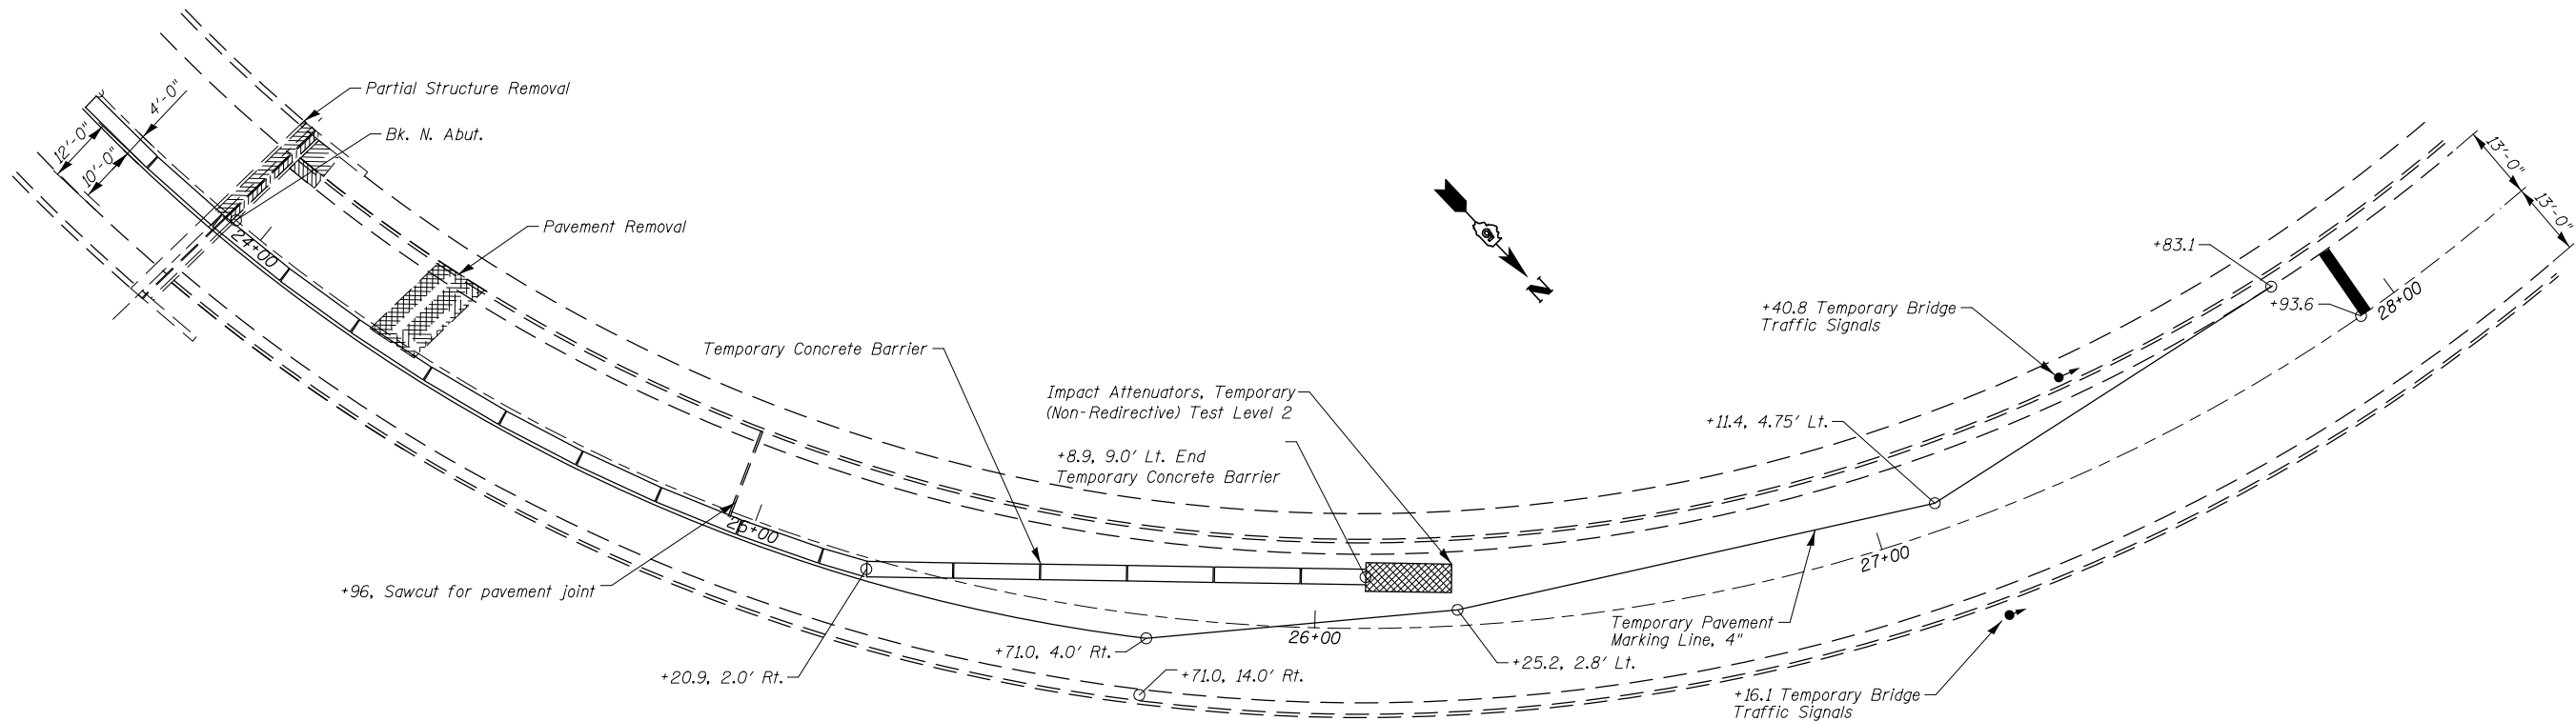 Partial Structure Removal
4'-0"
Bk. N. Abut.
12'-0"
10'-0"
24+00
Pavement Removal
N
13'-0"
13'-0"
+83.1
+93.6
28+00
+40.8 Temporary Bridge
Traffic Signals
Temporary Concrete Barrier
Impact Attenuators, Temporary
(Non-Redirective) Test Level 2
+11.4, 4.75' Lt.
+8.9, 9.0' Lt. End
Temporary Concrete Barrier
25+00
27+00
+96, Sawcut for pavement joint
26+00
Temporary Pavement
Marking Line, 4"
+71.0, 4.0' Rt.
+25.2, 2.8' Lt.
+20.9, 2.0' Rt.
+71.0, 14.0' Rt.
+16.1 Temporary Bridge
Traffic Signals